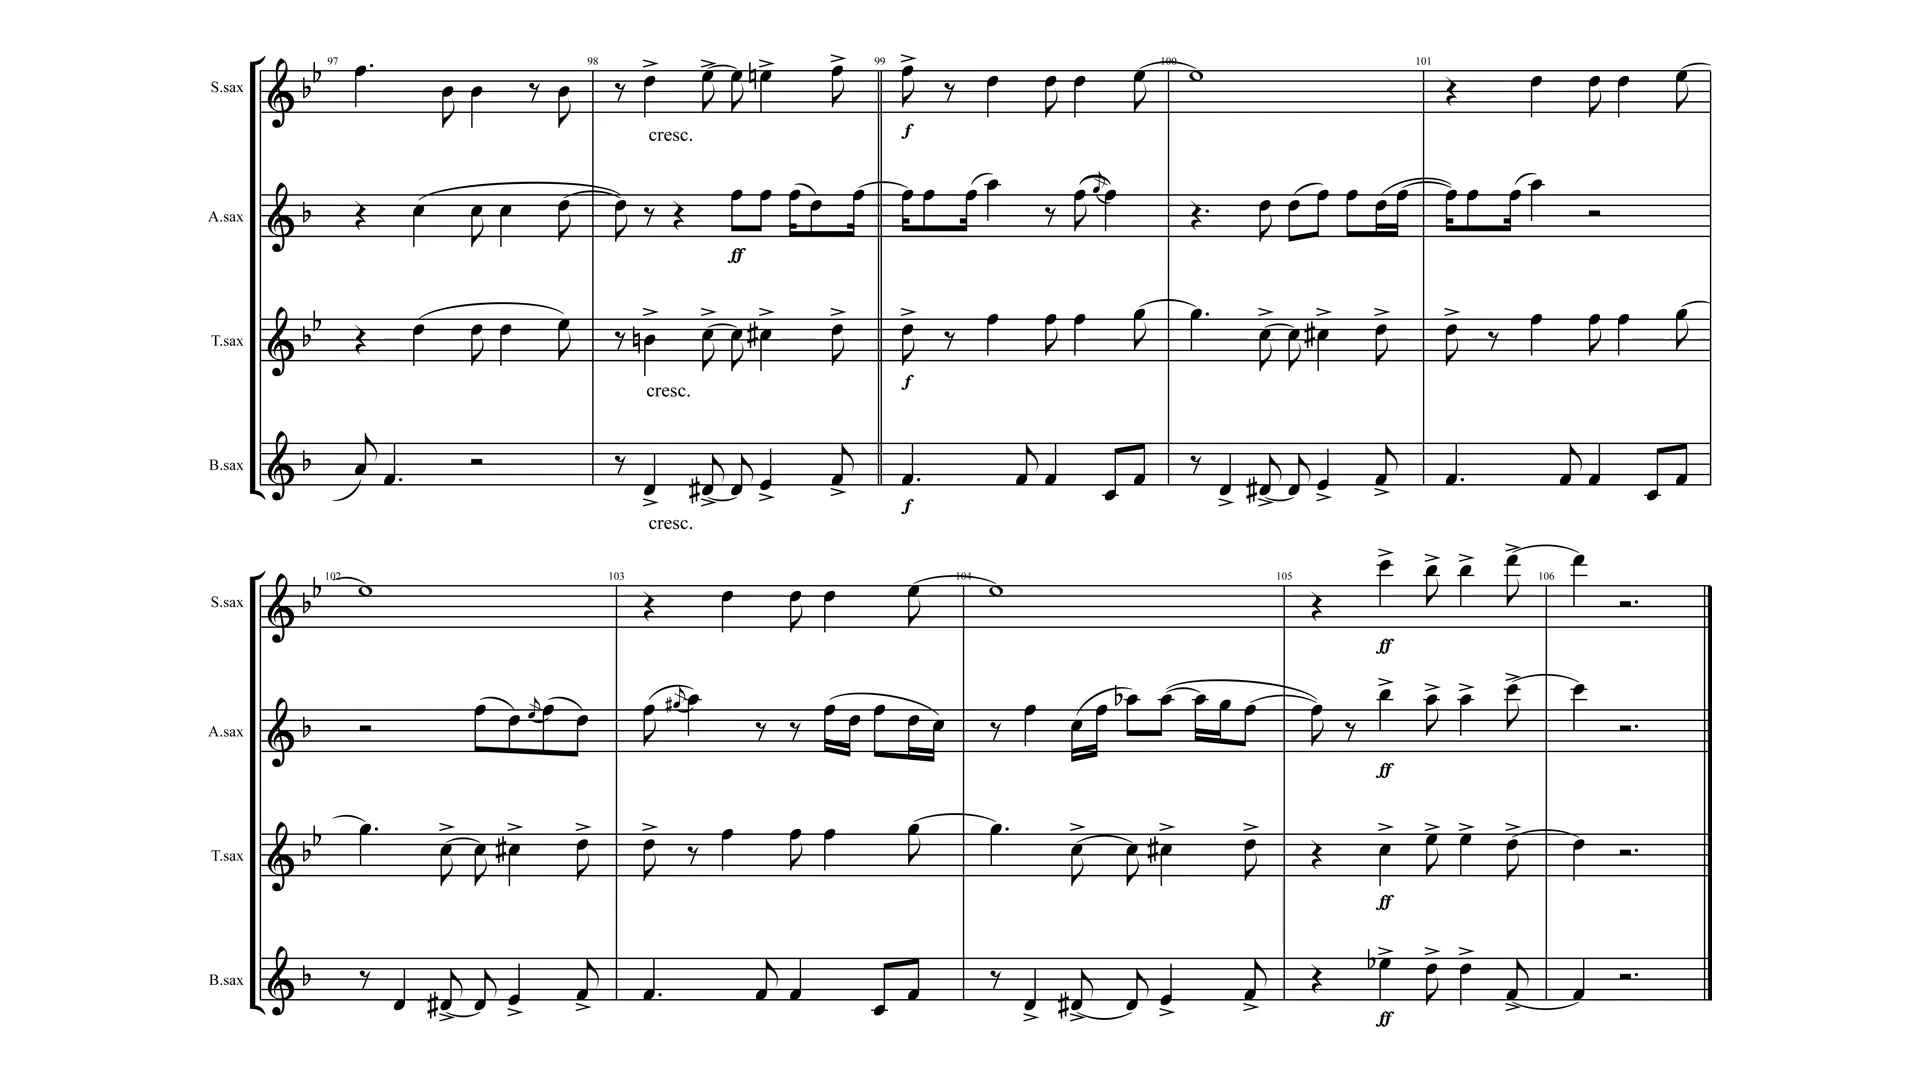 97 98 99 100 101
S.sax
cresc. f
A.sax
ff
T.sax
cresc. f
B.sax
f
cresc.
102 103 104 105 106
S.sax
ff
A.sax
ff
T.sax
ff
B.sax
ff